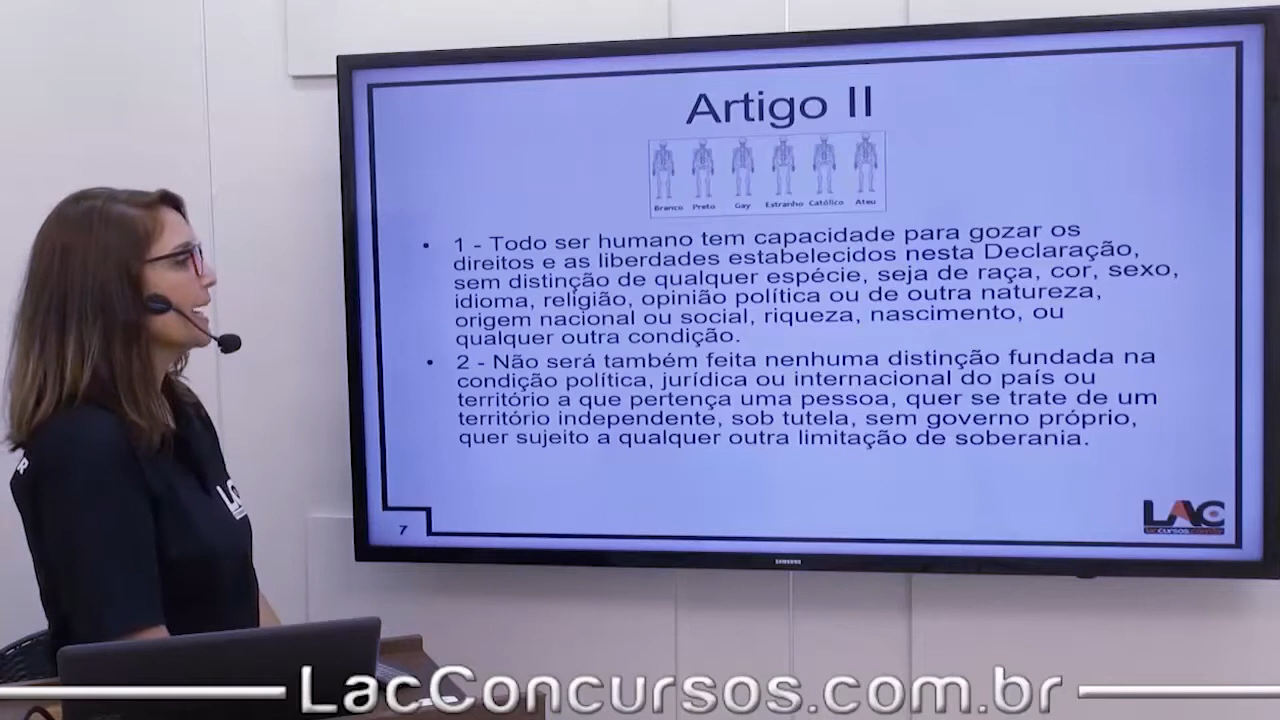 Artigo II
Branco Preto Gay Estranho Católico Ateu
• 1 - Todo ser humano tem capacidade para gozar os
direitos e as liberdades estabelecidos nesta Declaração,
sem distinção de qualquer espécie, seja de raça, cor, sexo,
idioma, religião, opinião política ou de outra natureza,
origem nacional ou social, riqueza, nascimento, ou
qualquer outra condição.
• 2 - Não será também feita nenhuma distinção fundada na
condição política, jurídica ou internacional do país ou
território a que pertença uma pessoa, quer se trate de um
território independente, sob tutela, sem governo próprio,
quer sujeito a qualquer outra limitação de soberania.
7
LAC
laccursos.com.br
SAMSUNG
LacConcursos.com.br